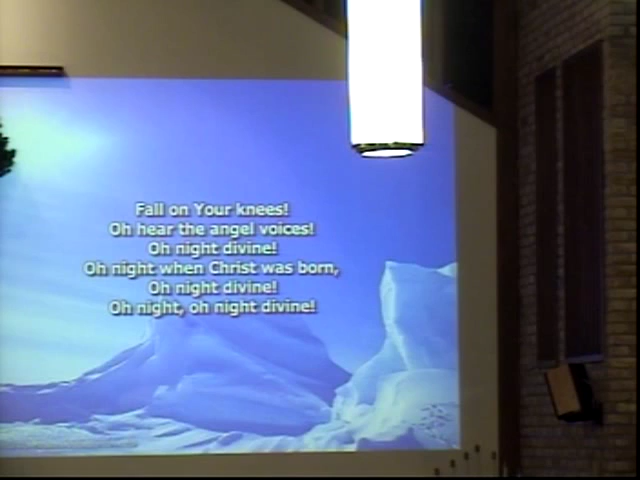 Fall on Your knees!
Oh hear the angel voices!
Oh night divine!
Oh night when Christ was born,
Oh night divine!
Oh night, oh night divine!